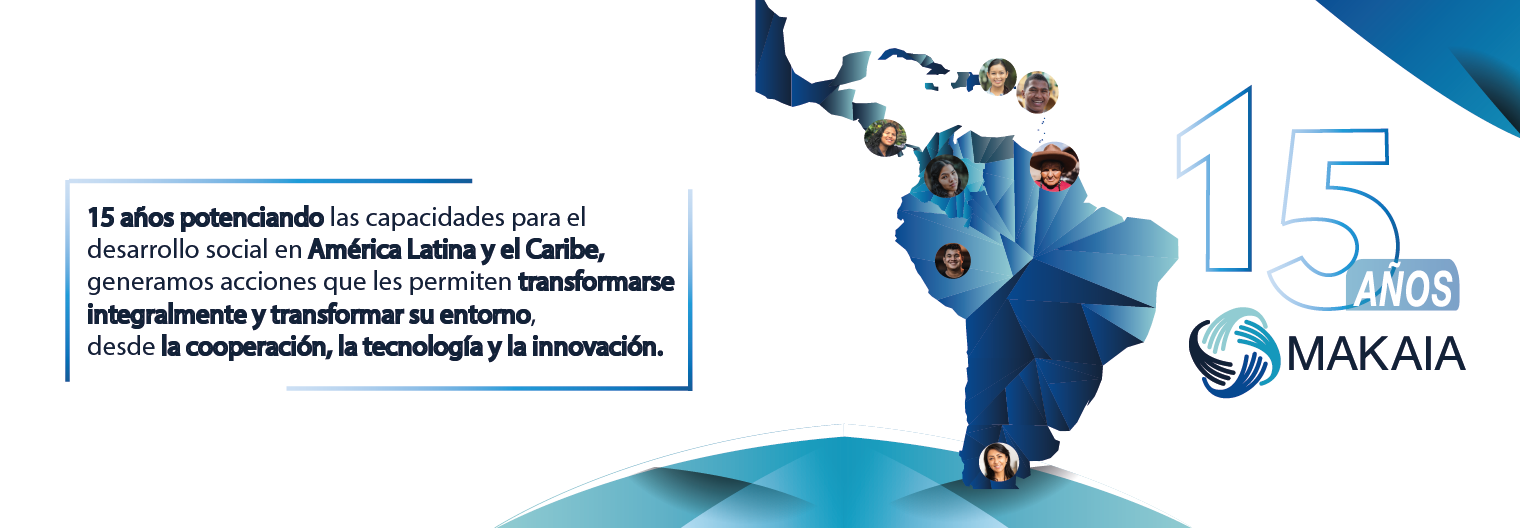 15 años potenciando las capacidades para el
desarrollo social en América Latina y el Caribe,
generamos acciones que les permiten transformarse
integralmente y transformar su entorno,
desde la cooperación, la tecnología y la innovación.
15
AÑOS
MAKAIA